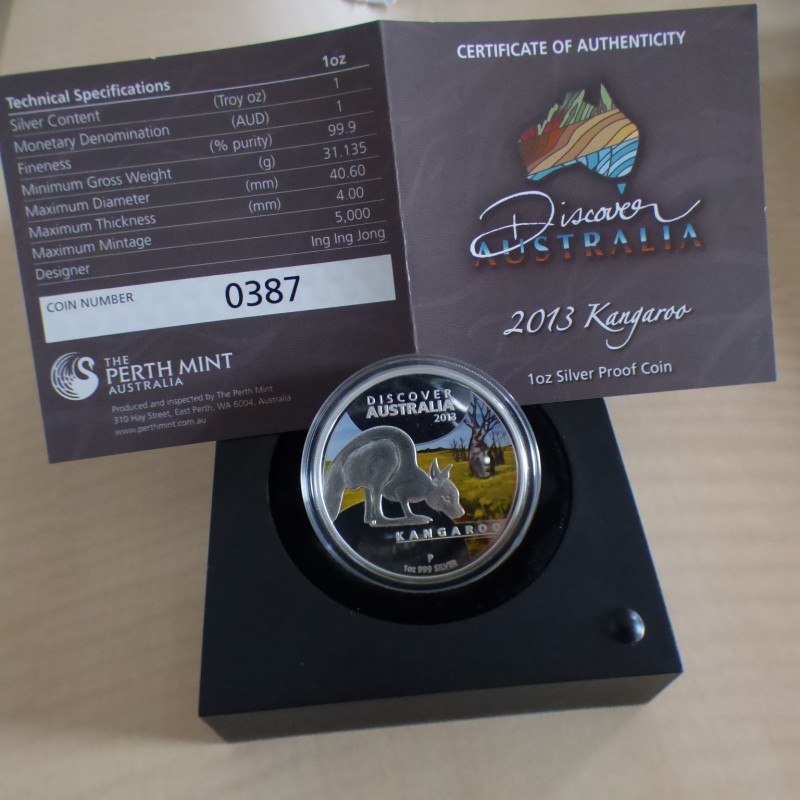 1oz
Technical Specifications
Silver Content (Troy oz) 1
Monetary Denomination (AUD) 1
Fineness (% purity) 99.9
Minimum Gross Weight (g) 31.135
Maximum Diameter (mm) 40.60
Maximum Thickness (mm) 4.00
Maximum Mintage 5,000
Designer Ing Ing Jong
COIN NUMBER 0387
THE
PERTH MINT
AUSTRALIA
Produced and inspected by The Perth Mint
310 Hay Street, East Perth, WA 6004, Australia
www.perthmint.com.au
CERTIFICATE OF AUTHENTICITY
Discover
AUSTRALIA
2013 Kangaroo
1oz Silver Proof Coin
DISCOVER
AUSTRALIA
2013
KANGAROO
P
1oz 999 SILVER